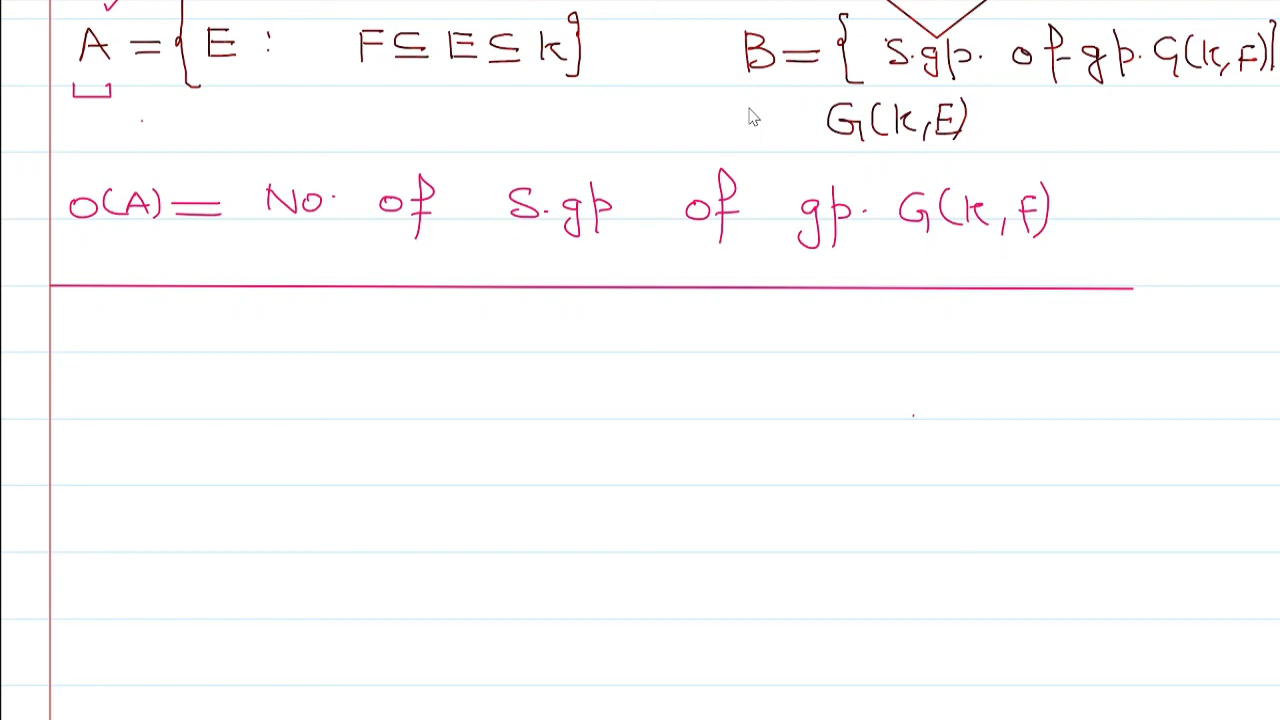 A = { E : F ⊆ E ⊆ K } B = { S.gp. of gp. G(K,F) }
G(K,E)
O(A) = No. of S.gp of gp. G(K,F)